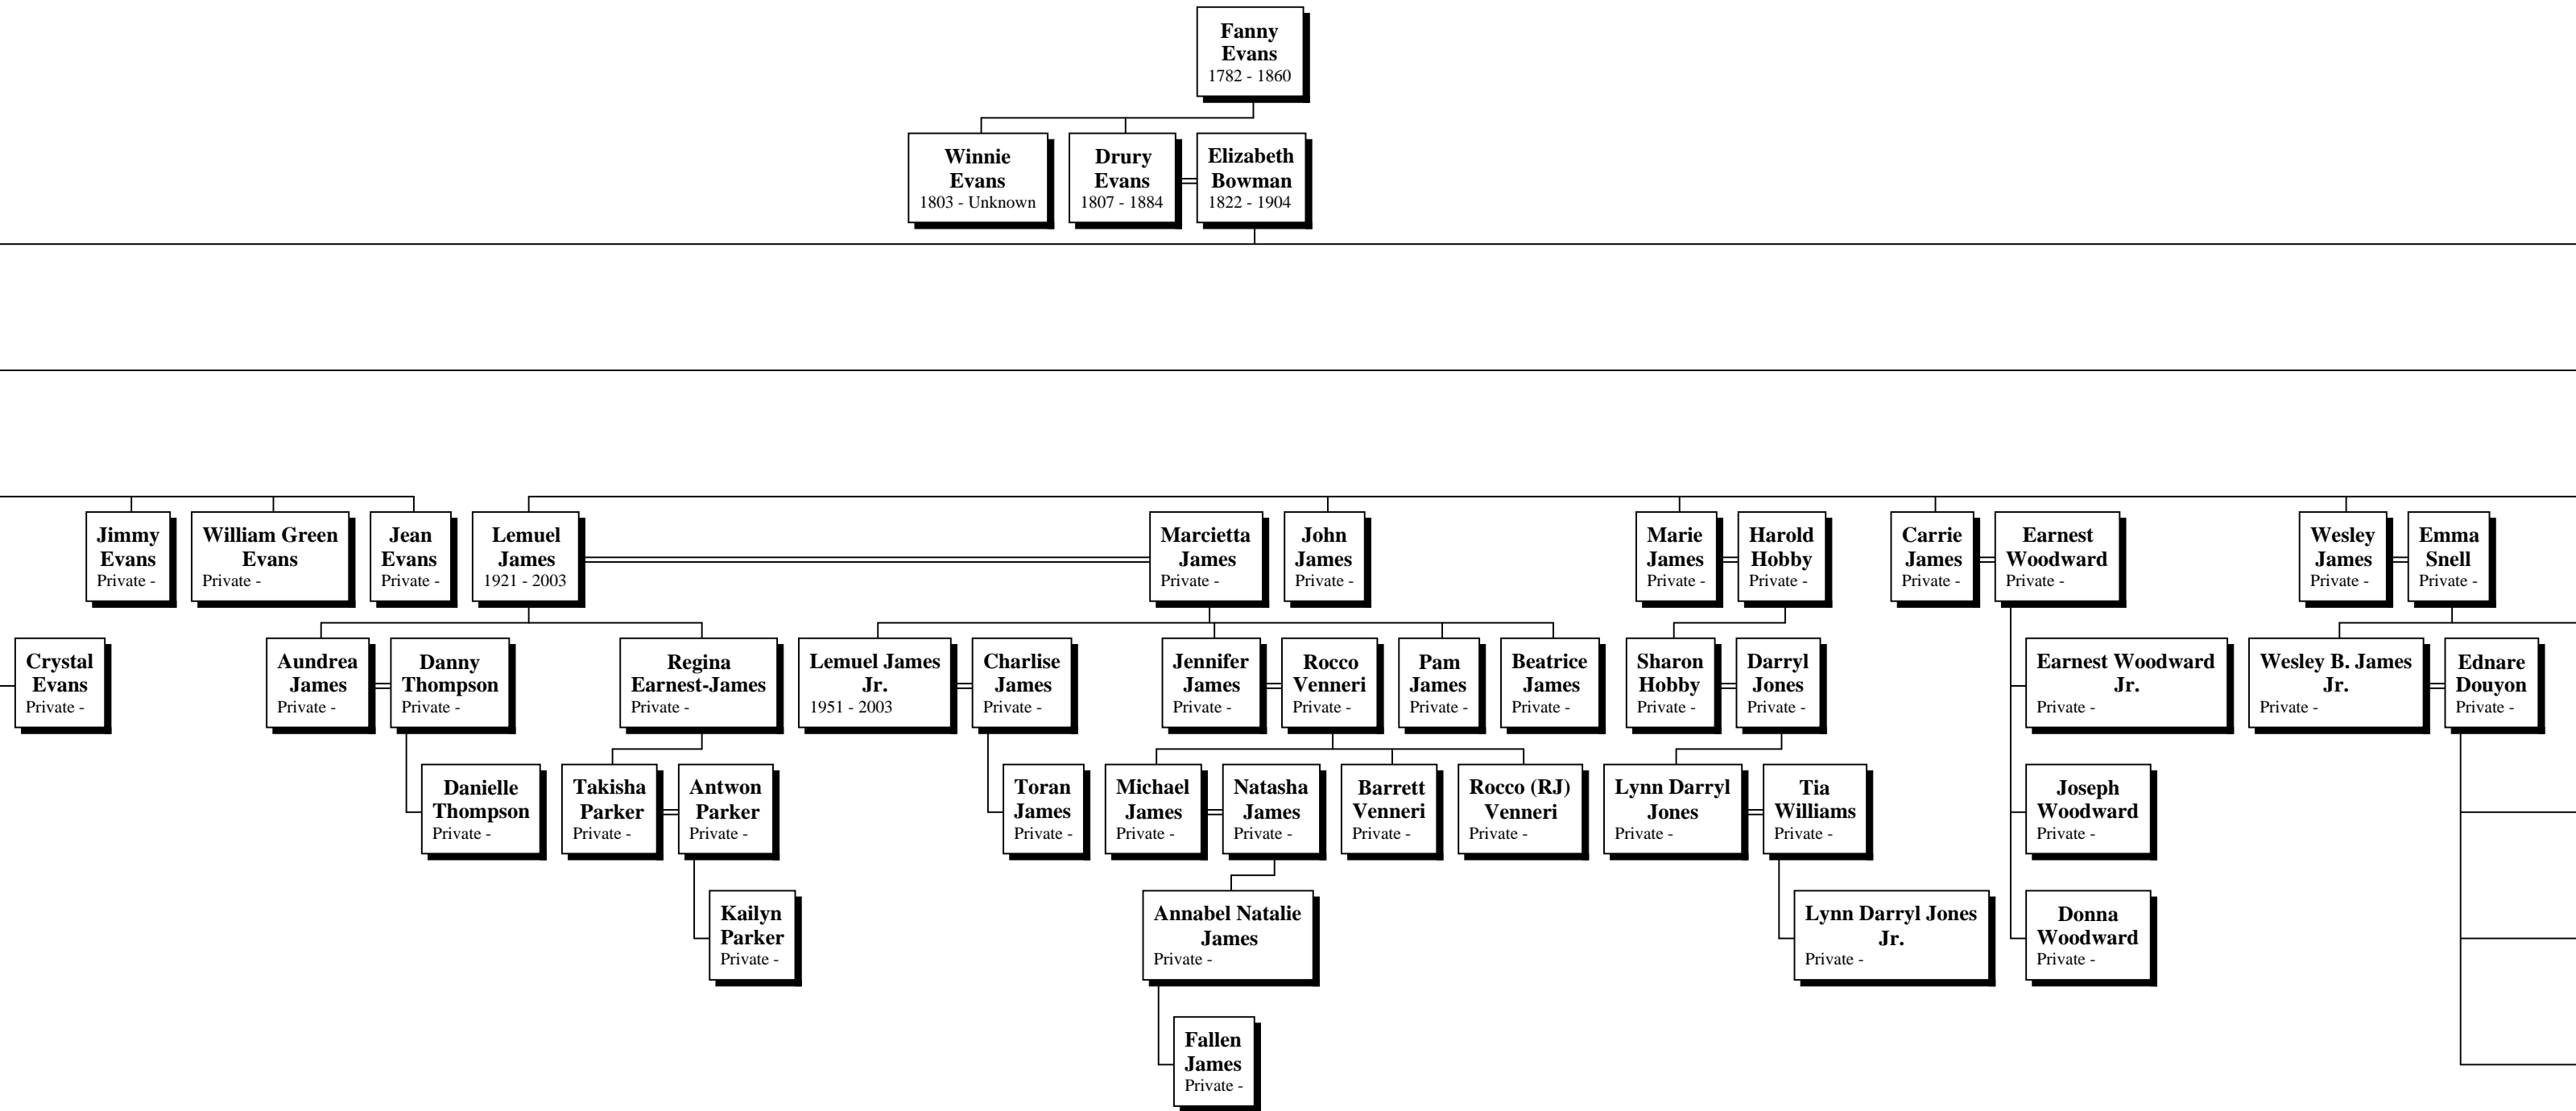 Fanny
Evans
1782 - 1860
Winnie
Evans
1803 - Unknown
Drury
Evans
1807 - 1884
Elizabeth
Bowman
1822 - 1904
Jimmy
Evans
Private -
William Green
Evans
Private -
Jean
Evans
Private -
Lemuel
James
1921 - 2003
Marcietta
James
Private -
John
James
Private -
Marie
James
Private -
Harold
Hobby
Private -
Carrie
James
Private -
Earnest
Woodward
Private -
Wesley
James
Private -
Emma
Snell
Private -
Crystal
Evans
Private -
Aundrea
James
Private -
Danny
Thompson
Private -
Regina
Earnest-James
Private -
Lemuel James
Jr.
1951 - 2003
Charlise
James
Private -
Jennifer
James
Private -
Rocco
Venneri
Private -
Pam
James
Private -
Beatrice
James
Private -
Sharon
Hobby
Private -
Darryl
Jones
Private -
Earnest Woodward
Jr.
Private -
Wesley B. James
Jr.
Private -
Ednare
Douyon
Private -
Danielle
Thompson
Private -
Takisha
Parker
Private -
Antwon
Parker
Private -
Toran
James
Private -
Michael
James
Private -
Natasha
James
Private -
Barrett
Venneri
Private -
Rocco (RJ)
Venneri
Private -
Lynn Darryl
Jones
Private -
Tia
Williams
Private -
Joseph
Woodward
Private -
Kailyn
Parker
Private -
Annabel Natalie
James
Private -
Lynn Darryl Jones
Jr.
Private -
Donna
Woodward
Private -
Fallen
James
Private -